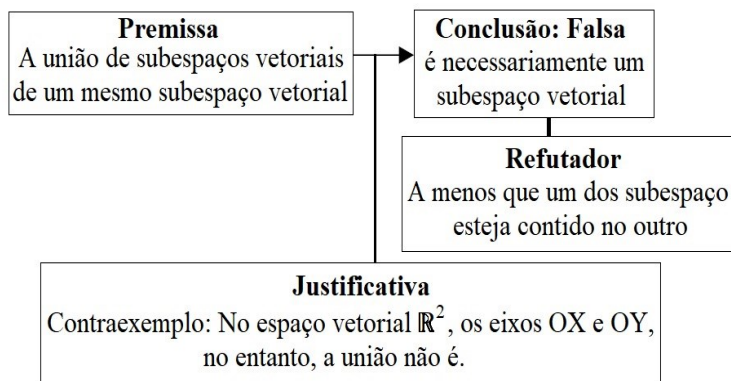 Premissa
A união de subespaços vetoriais
de um mesmo subespaço vetorial
Conclusão: Falsa
é necessariamente um
subespaço vetorial
Refutador
A menos que um dos subespaço
esteja contido no outro
Justificativa
Contraexemplo: No espaço vetorial ℝ², os eixos OX e OY,
no entanto, a união não é.